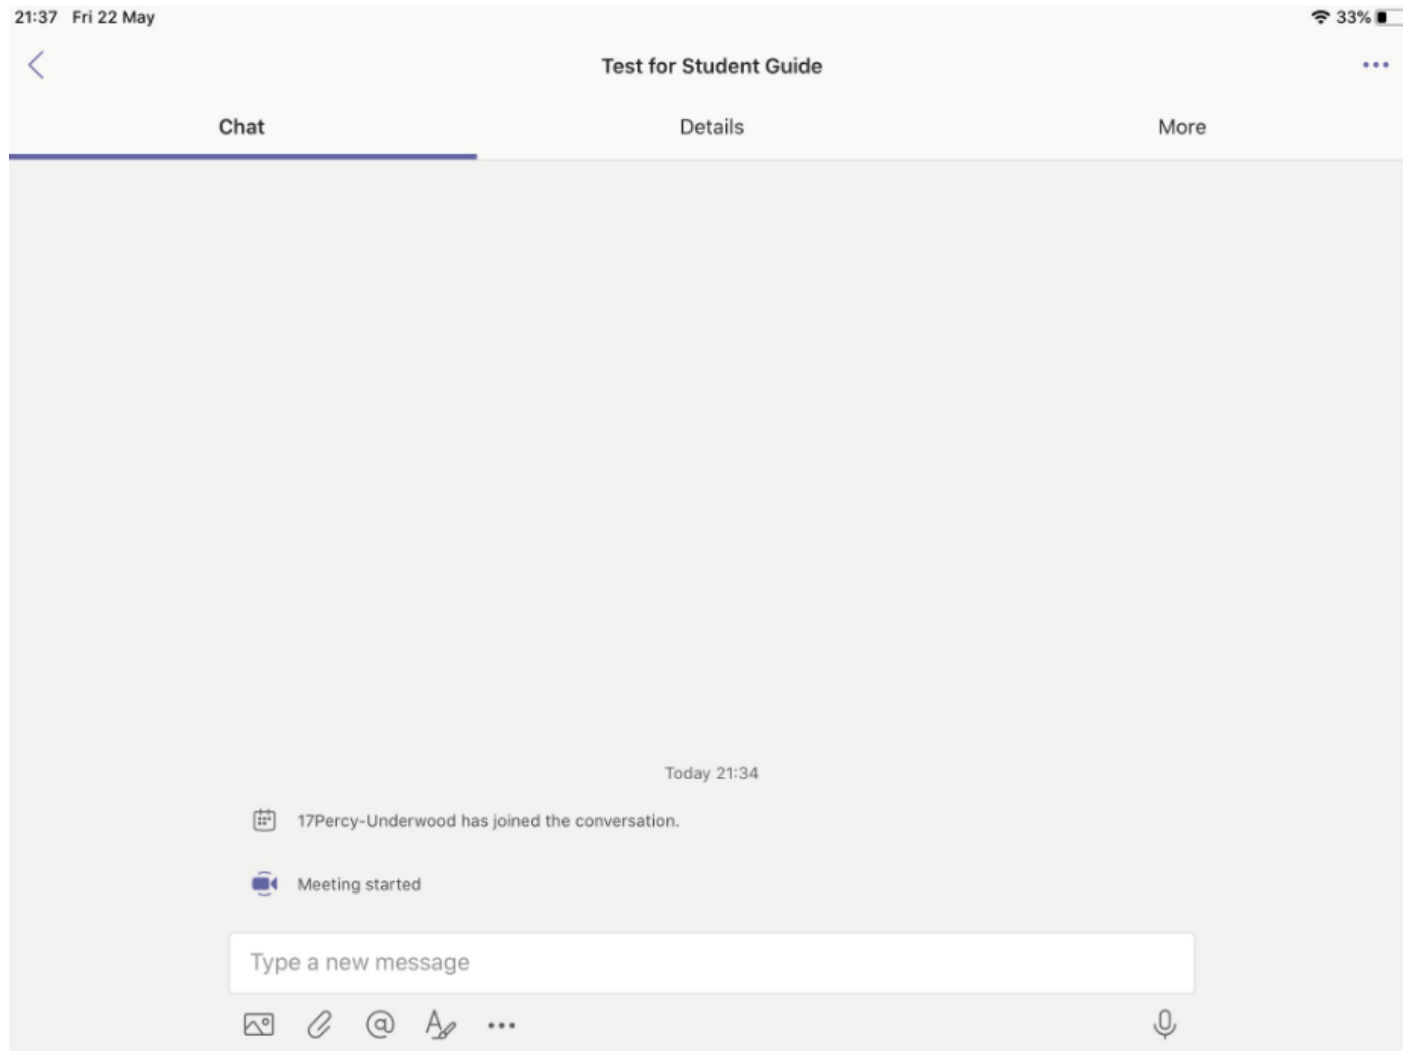 21:37 Fri 22 May 33%
Test for Student Guide
Chat Details More
Today 21:34
17Percy-Underwood has joined the conversation.
Meeting started
Type a new message